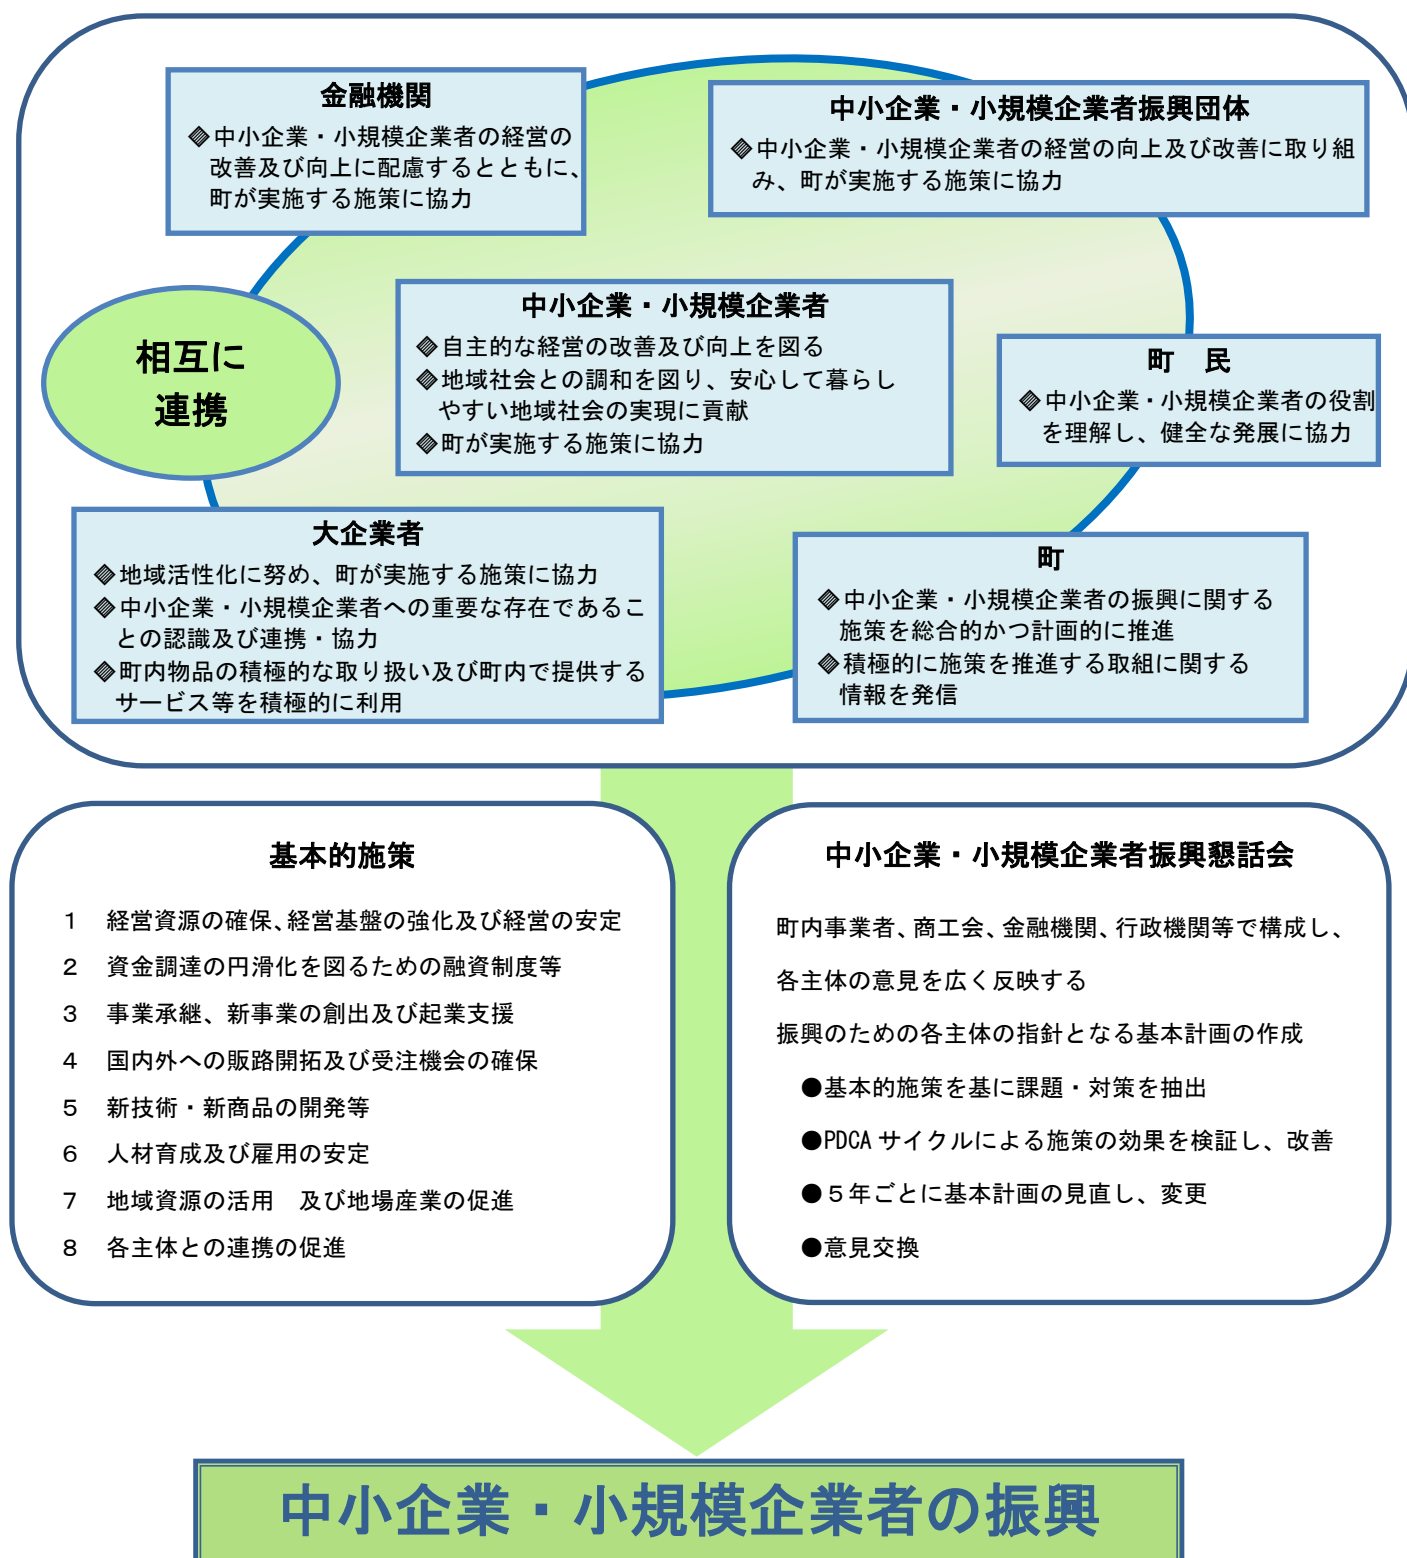 金融機関
◈中小企業・小規模企業者の経営の
改善及び向上に配慮するとともに、
町が実施する施策に協力
中小企業・小規模企業者振興団体
◈中小企業・小規模企業者の経営の向上及び改善に取り組
み、町が実施する施策に協力
中小企業・小規模企業者
◈自主的な経営の改善及び向上を図る
◈地域社会との調和を図り、安心して暮らし
やすい地域社会の実現に貢献
◈町が実施する施策に協力
相互に
連携
町　民
◈中小企業・小規模企業者の役割
を理解し、健全な発展に協力
大企業者
◈地域活性化に努め、町が実施する施策に協力
◈中小企業・小規模企業者への重要な存在であるこ
との認識及び連携・協力
◈町内物品の積極的な取り扱い及び町内で提供する
サービス等を積極的に利用
町
◈中小企業・小規模企業者の振興に関する
施策を総合的かつ計画的に推進
◈積極的に施策を推進する取組に関する
情報を発信
基本的施策
１　経営資源の確保、経営基盤の強化及び経営の安定
２　資金調達の円滑化を図るための融資制度等
３　事業承継、新事業の創出及び起業支援
４　国内外への販路開拓及び受注機会の確保
５　新技術・新商品の開発等
６　人材育成及び雇用の安定
７　地域資源の活用　及び地場産業の促進
８　各主体との連携の促進
中小企業・小規模企業者振興懇話会
町内事業者、商工会、金融機関、行政機関等で構成し、
各主体の意見を広く反映する
振興のための各主体の指針となる基本計画の作成
●基本的施策を基に課題・対策を抽出
●PDCA サイクルによる施策の効果を検証し、改善
●５年ごとに基本計画の見直し、変更
●意見交換
中小企業・小規模企業者の振興